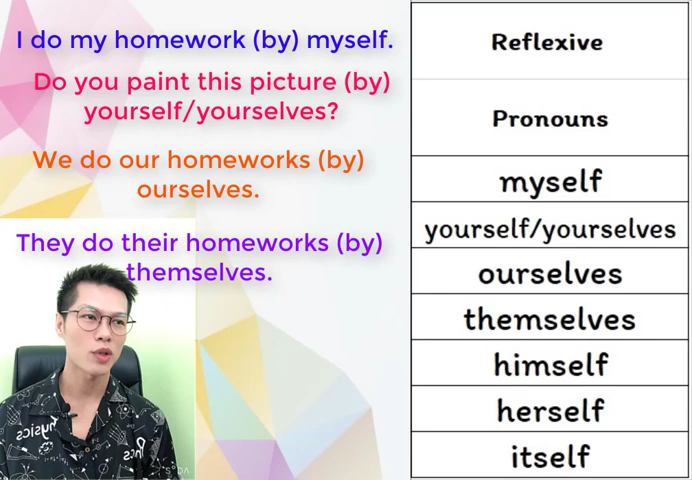 I do my homework (by) myself.
Do you paint this picture (by)
yourself/yourselves?
We do our homeworks (by)
ourselves.
They do their homeworks (by)
themselves.
Reflexive
Pronouns
myself
yourself/yourselves
ourselves
themselves
himself
herself
itself
Physics